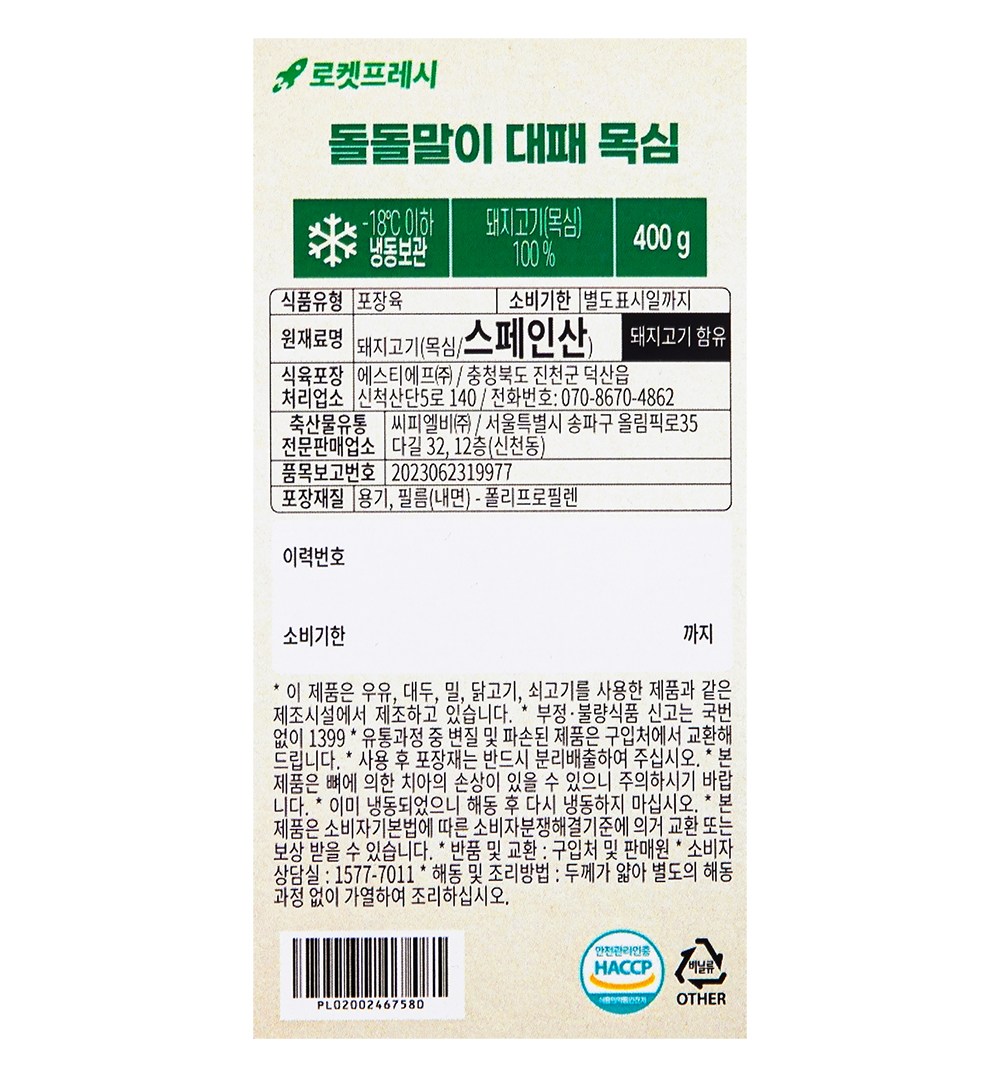 로켓프레시
돌돌말이 대패 목심
-18℃ 이하
냉동보관
돼지고기(목심)
100 %
400 g
식품유형 포장육 소비기한 별도표시일까지
원재료명 돼지고기(목심/스페인산) 돼지고기 함유
식육포장 에스티에프㈜ / 충청북도 진천군 덕산읍
처리업소 신척산단5로 140 / 전화번호: 070-8670-4862
축산물유통 씨피엘비㈜ / 서울특별시 송파구 올림픽로35
전문판매업소 다길 32, 12층(신천동)
품목보고번호 2023062319977
포장재질 용기, 필름(내면) - 폴리프로필렌
이력번호
소비기한 까지
* 이 제품은 우유, 대두, 밀, 닭고기, 쇠고기를 사용한 제품과 같은
제조시설에서 제조하고 있습니다. * 부정·불량식품 신고는 국번
없이 1399 * 유통과정 중 변질 및 파손된 제품은 구입처에서 교환해
드립니다. * 사용 후 포장재는 반드시 분리배출하여 주십시오. * 본
제품은 뼈에 의한 치아의 손상이 있을 수 있으니 주의하시기 바랍
니다. * 이미 냉동되었으니 해동 후 다시 냉동하지 마십시오. * 본
제품은 소비자기본법에 따른 소비자분쟁해결기준에 의거 교환 또는
보상 받을 수 있습니다. * 반품 및 교환 : 구입처 및 판매원 * 소비자
상담실 : 1577-7011 * 해동 및 조리방법 : 두께가 얇아 별도의 해동
과정 없이 가열하여 조리하십시오.
PL02002467580
안전관리인증
HACCP
식품의약품안전처
비닐류
OTHER